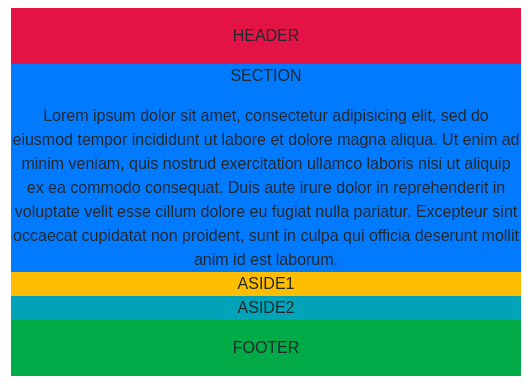 HEADER
SECTION
Lorem ipsum dolor sit amet, consectetur adipisicing elit, sed do
eiusmod tempor incididunt ut labore et dolore magna aliqua. Ut enim ad
minim veniam, quis nostrud exercitation ullamco laboris nisi ut aliquip
ex ea commodo consequat. Duis aute irure dolor in reprehenderit in
voluptate velit esse cillum dolore eu fugiat nulla pariatur. Excepteur sint
occaecat cupidatat non proident, sunt in culpa qui officia deserunt mollit
anim id est laborum.
ASIDE1
ASIDE2
FOOTER